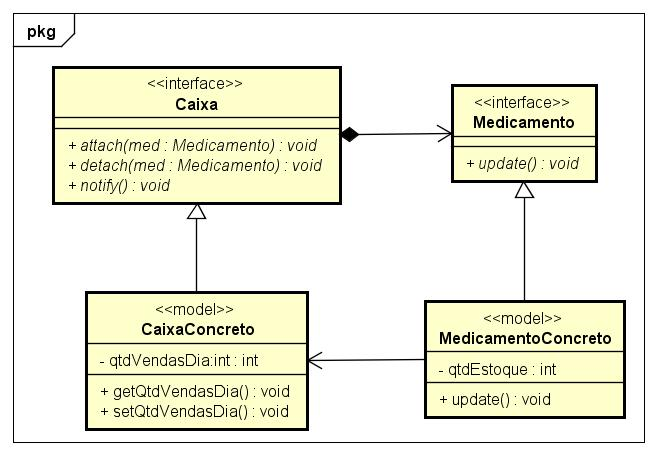 pkg
<<interface>>
Caixa
+ attach(med : Medicamento) : void
+ detach(med : Medicamento) : void
+ notify() : void
<<interface>>
Medicamento
+ update() : void
<<model>>
CaixaConcreto
- qtdVendasDia:int : int
+ getQtdVendasDia() : void
+ setQtdVendasDia() : void
<<model>>
MedicamentoConcreto
- qtdEstoque : int
+ update() : void